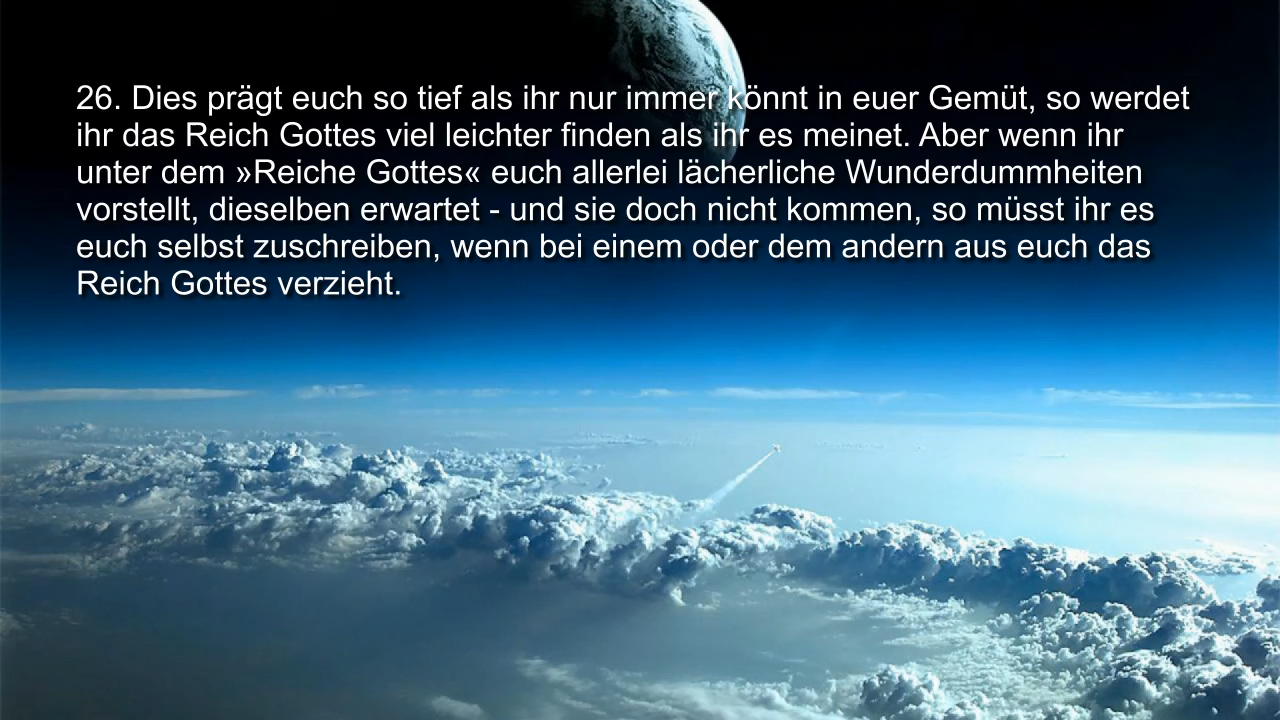 26. Dies prägt euch so tief als ihr nur immer könnt in euer Gemüt, so werdet
ihr das Reich Gottes viel leichter finden als ihr es meinet. Aber wenn ihr
unter dem »Reiche Gottes« euch allerlei lächerliche Wunderdummheiten
vorstellt, dieselben erwartet - und sie doch nicht kommen, so müsst ihr es
euch selbst zuschreiben, wenn bei einem oder dem andern aus euch das
Reich Gottes verzieht.